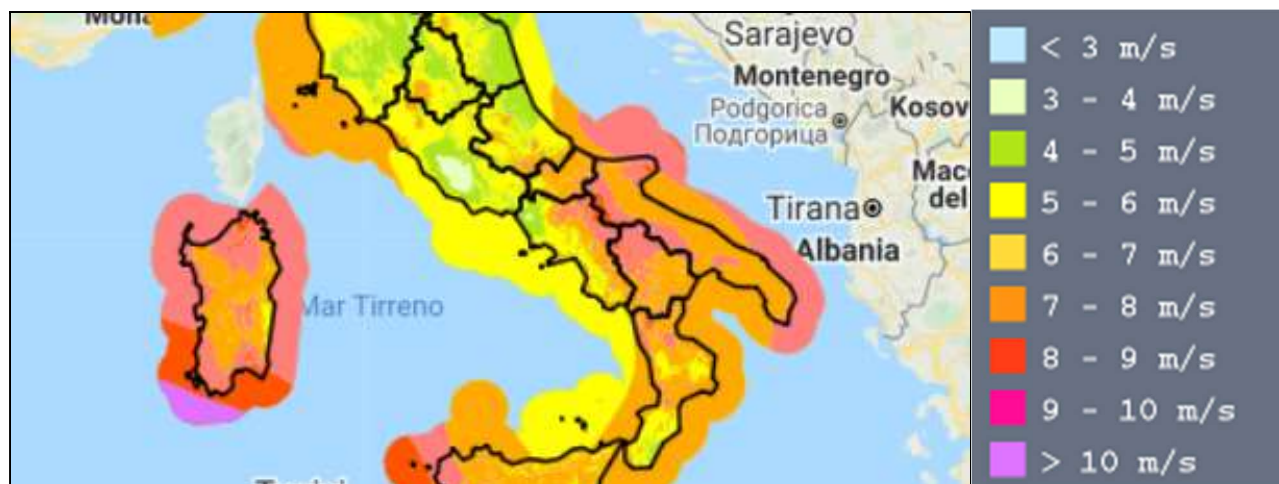 Sarajevo
Montenegro
Podgorica
Подгорица
Kosov
Mac
del
Tirana
Albania
Mar Tirreno
< 3 m/s
3 - 4 m/s
4 - 5 m/s
5 - 6 m/s
6 - 7 m/s
7 - 8 m/s
8 - 9 m/s
9 - 10 m/s
> 10 m/s